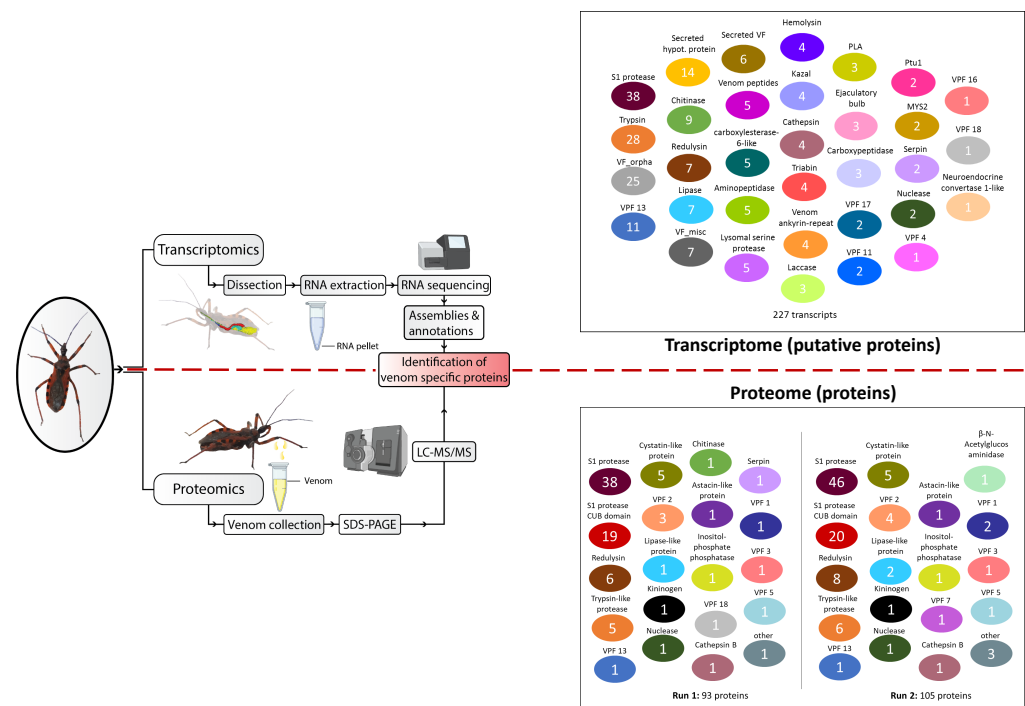 Transcriptomics
Dissection
RNA extraction
RNA sequencing
Assemblies &
annotations
RNA pellet
Identification of
venom specific proteins
Proteomics
Venom
Venom collection
SDS-PAGE
LC-MS/MS
Hemolysin
4
Secreted VF
6
Secreted
hypot. protein
14
PLA
3
Ptu1
2
S1 protease
38
Venom peptides
5
Kazal
4
VPF 16
1
Chitinase
9
Ejaculatory
bulb
3
MYS2
2
Trypsin
28
carboxylesterase-
6-like
5
Cathepsin
4
VPF 18
1
VF_orpha
25
Redulysin
7
Carboxypeptidase
3
Serpin
2
Triabin
4
Neuroendocrine
convertase 1-like
1
Lipase
7
Aminopeptidase
5
Nuclease
2
VPF 13
11
Venom
ankyrin-repeat
4
VPF 17
2
VF_misc
7
Lysomal serine
protease
5
VPF 11
2
VPF 4
1
Laccase
3
227 transcripts
Transcriptome (putative proteins)
Proteome (proteins)
S1 protease
38
Cystatin-like
protein
5
Chitinase
1
Serpin
1
S1 protease
CUB domain
19
VPF 2
3
Astacin-like
protein
1
VPF 1
1
Redulysin
6
Lipase-like
protein
1
Inositol-
phosphate
phosphatase
1
VPF 3
1
Trypsin-like
protease
5
Kininogen
1
VPF 18
1
VPF 5
1
VPF 13
1
Nuclease
1
Cathepsin B
1
other
1
Run 1: 93 proteins
S1 protease
46
Cystatin-like
protein
5
β-N-
Acetylglucos
aminidase
1
S1 protease
CUB domain
20
VPF 2
4
Astacin-like
protein
1
VPF 1
2
Redulysin
8
Lipase-like
protein
2
Inositol-
phosphate
phosphatase
1
VPF 3
1
Trypsin-like
protease
6
Kininogen
1
VPF 7
1
VPF 5
1
VPF 13
1
Nuclease
1
Cathepsin B
1
other
3
Run 2: 105 proteins